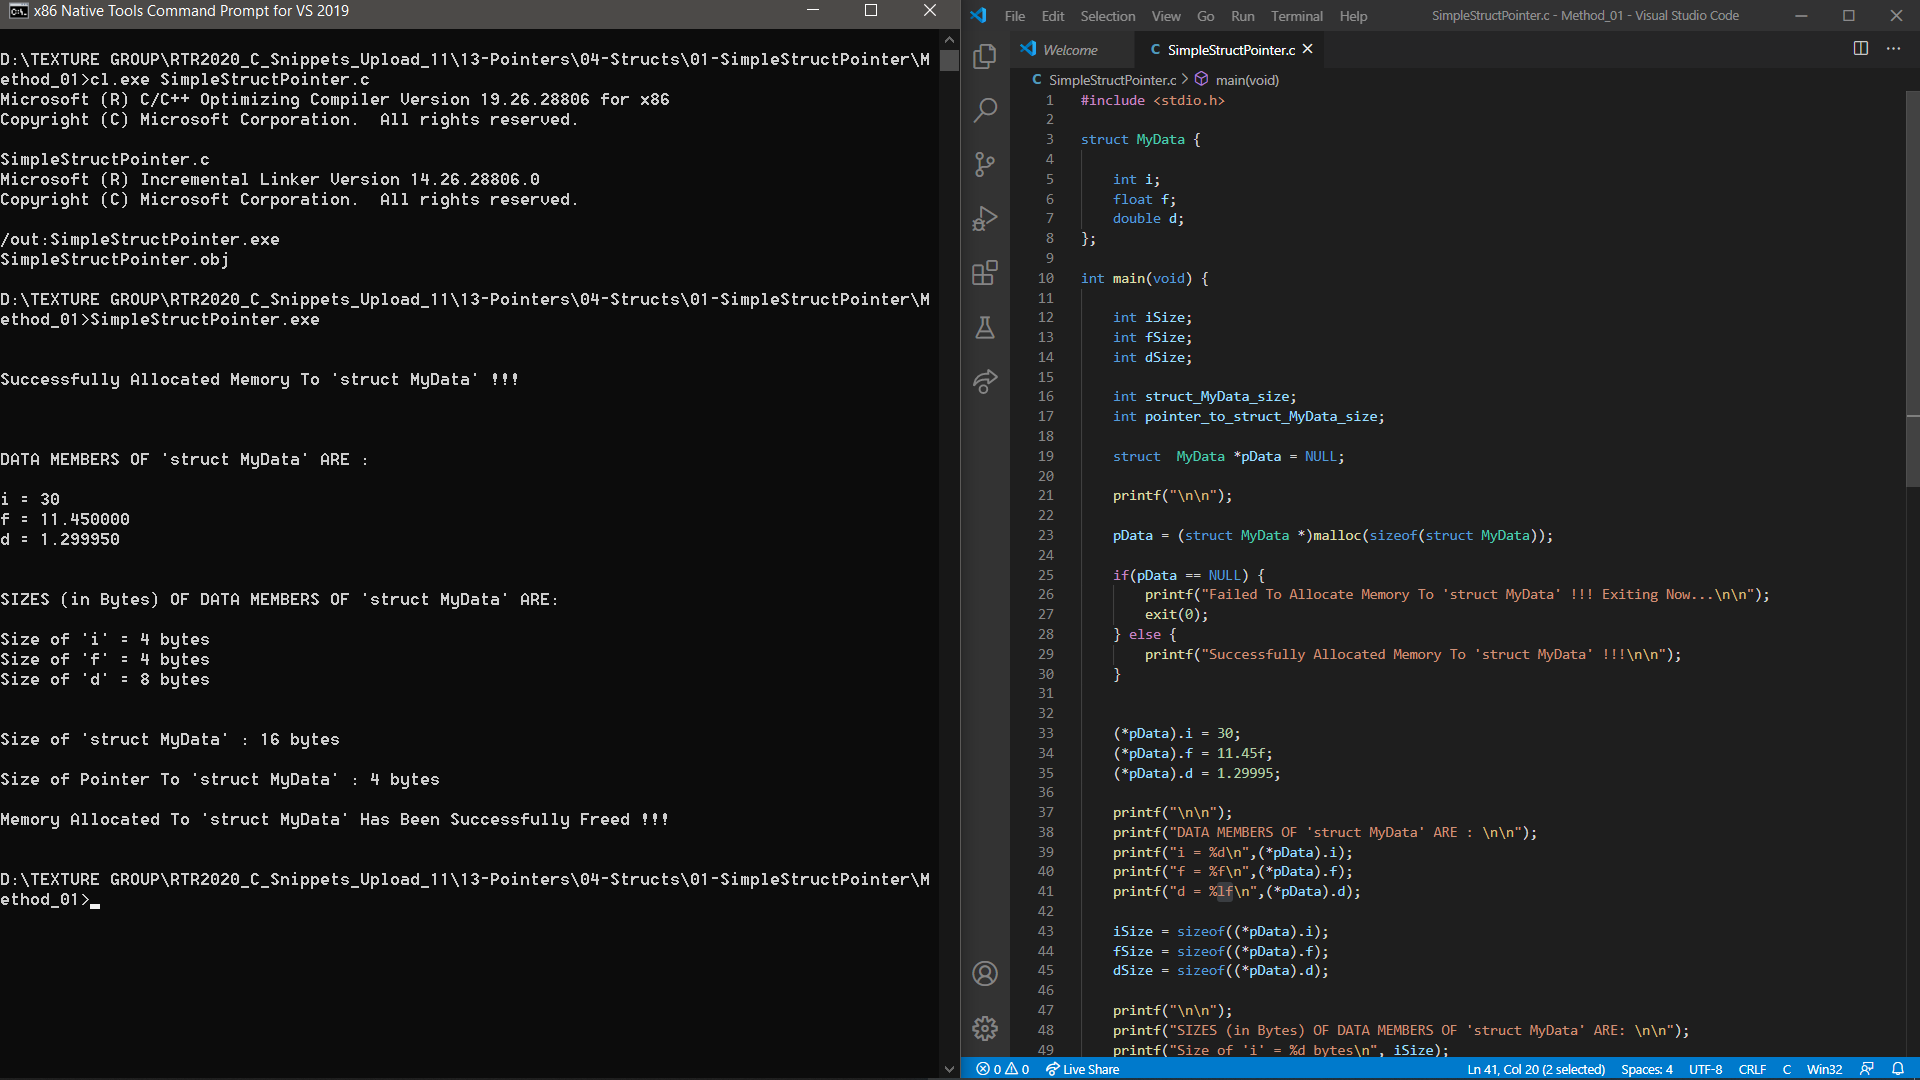 x86 Native Tools Command Prompt for VS 2019
D:\TEXTURE GROUP\RTR2020_C_Snippets_Upload_11\13-Pointers\04-Structs\01-SimpleStructPointer\M
ethod_01>cl.exe SimpleStructPointer.c
Microsoft (R) C/C++ Optimizing Compiler Version 19.26.28806 for x86
Copyright (C) Microsoft Corporation.  All rights reserved.
SimpleStructPointer.c
Microsoft (R) Incremental Linker Version 14.26.28806.0
Copyright (C) Microsoft Corporation.  All rights reserved.
/out:SimpleStructPointer.exe
SimpleStructPointer.obj
D:\TEXTURE GROUP\RTR2020_C_Snippets_Upload_11\13-Pointers\04-Structs\01-SimpleStructPointer\M
ethod_01>SimpleStructPointer.exe
Successfully Allocated Memory To 'struct MyData' !!!
DATA MEMBERS OF 'struct MyData' ARE :
i = 30
f = 11.450000
d = 1.299950
SIZES (in Bytes) OF DATA MEMBERS OF 'struct MyData' ARE:
Size of 'i' = 4 bytes
Size of 'f' = 4 bytes
Size of 'd' = 8 bytes
Size of 'struct MyData' : 16 bytes
Size of Pointer To 'struct MyData' : 4 bytes
Memory Allocated To 'struct MyData' Has Been Successfully Freed !!!
D:\TEXTURE GROUP\RTR2020_C_Snippets_Upload_11\13-Pointers\04-Structs\01-SimpleStructPointer\M
ethod_01>
File Edit Selection View Go Run Terminal Help SimpleStructPointer.c - Method_01 - Visual Studio Code
Welcome C SimpleStructPointer.c
C SimpleStructPointer.c > main(void)
1 #include <stdio.h>
2
3 struct MyData {
4
5 int i;
6 float f;
7 double d;
8 };
9
10 int main(void) {
11
12 int iSize;
13 int fSize;
14 int dSize;
15
16 int struct_MyData_size;
17 int pointer_to_struct_MyData_size;
18
19 struct  MyData *pData = NULL;
20
21 printf("\n\n");
22
23 pData = (struct MyData *)malloc(sizeof(struct MyData));
24
25 if(pData == NULL) {
26 printf("Failed To Allocate Memory To 'struct MyData' !!! Exiting Now...\n\n");
27 exit(0);
28 } else {
29 printf("Successfully Allocated Memory To 'struct MyData' !!!\n\n");
30 }
31
32
33 (*pData).i = 30;
34 (*pData).f = 11.45f;
35 (*pData).d = 1.29995;
36
37 printf("\n\n");
38 printf("DATA MEMBERS OF 'struct MyData' ARE : \n\n");
39 printf("i = %d\n",(*pData).i);
40 printf("f = %f\n",(*pData).f);
41 printf("d = %lf\n",(*pData).d);
42
43 iSize = sizeof((*pData).i);
44 fSize = sizeof((*pData).f);
45 dSize = sizeof((*pData).d);
46
47 printf("\n\n");
48 printf("SIZES (in Bytes) OF DATA MEMBERS OF 'struct MyData' ARE: \n\n");
49 printf("Size of 'i' = %d bytes\n", iSize);
0 0 Live Share Ln 41, Col 20 (2 selected) Spaces: 4 UTF-8 CRLF C Win32